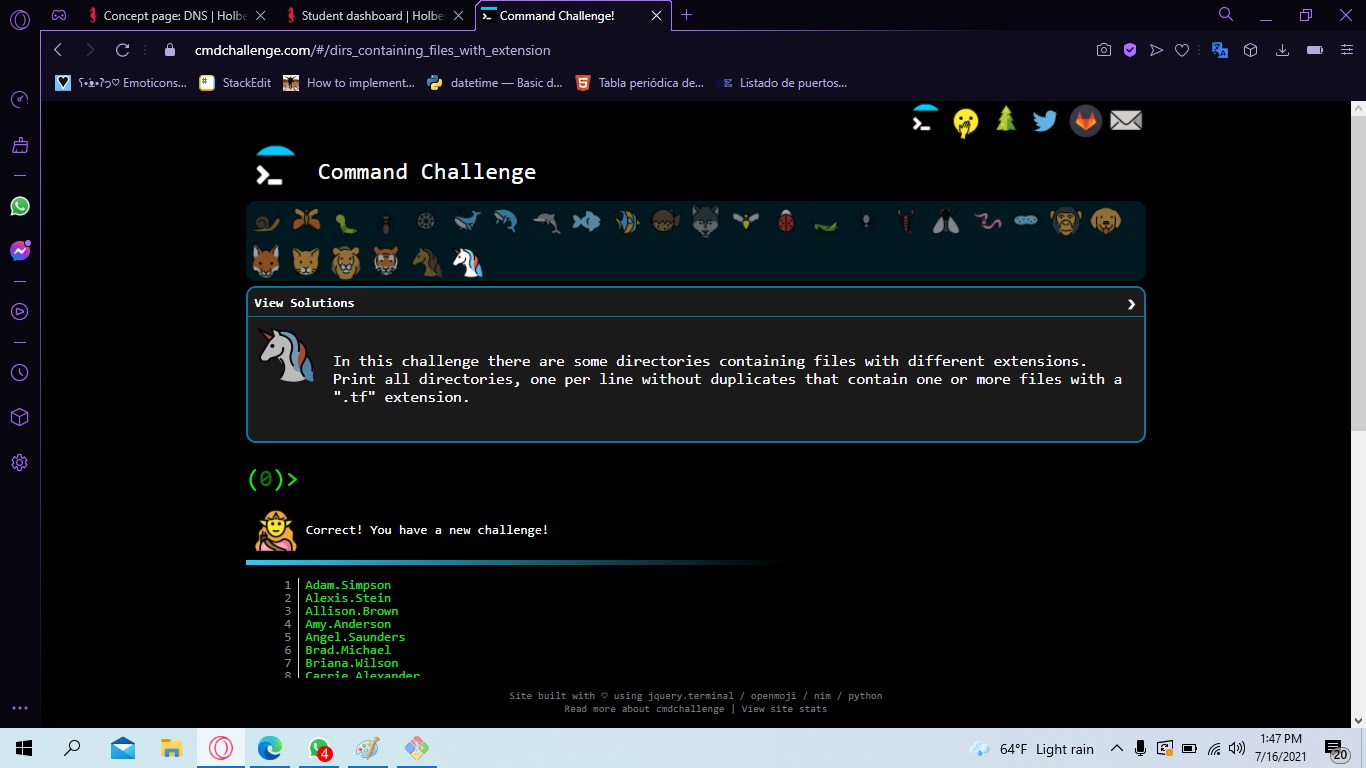 Concept page: DNS | Holbe
Student dashboard | Holbe
Command Challenge!
cmdchallenge.com/#/dirs_containing_files_with_extension
Emoticons...
StackEdit
How to implement...
datetime — Basic d...
Tabla periódica de...
Listado de puertos...
Command Challenge
View Solutions
In this challenge there are some directories containing files with different extensions.
Print all directories, one per line without duplicates that contain one or more files with a
".tf" extension.
(0)>
Correct! You have a new challenge!
1 Adam.Simpson
2 Alexis.Stein
3 Allison.Brown
4 Amy.Anderson
5 Angel.Saunders
6 Brad.Michael
7 Briana.Wilson
8 Carrie.Alexander
Site built with ♡ using jquery.terminal / openmoji / nim / python
Read more about cmdchallenge | View site stats
4
64°F Light rain
1:47 PM
7/16/2021
20